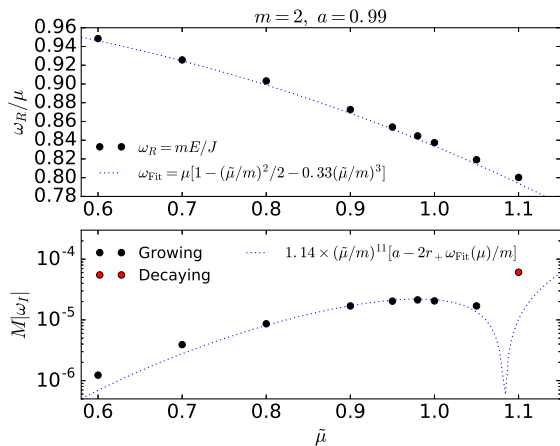 m = 2, a = 0.99
ω_R/μ
0.96
0.94
0.92
0.90
0.88
0.86
0.84
0.82
0.80
0.78
ω_R = mE/J
ω_Fit = μ[1−(μ̃/m)²/2−0.33(μ̃/m)³]
0.6 0.7 0.8 0.9 1.0 1.1
M|ω_I|
10⁻⁴
10⁻⁵
10⁻⁶
Growing
Decaying
1.14×(μ̃/m)¹¹[a−2r₊ω_Fit(μ)/m]
0.6 0.7 0.8 0.9 1.0 1.1
μ̃